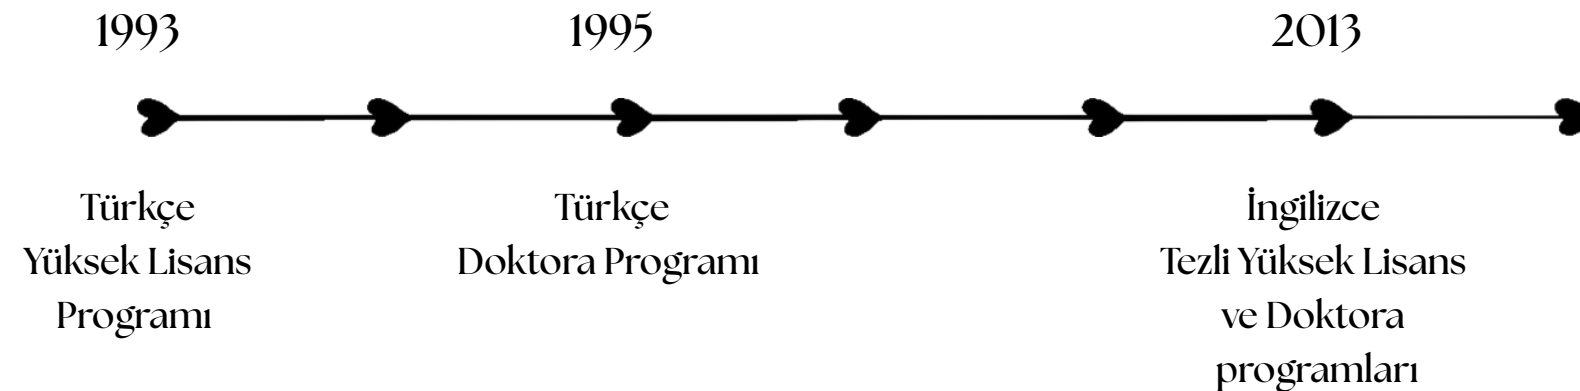 1993
Türkçe
Yüksek Lisans
Programı
1995
Türkçe
Doktora Programı
2013
İngilizce
Tezli Yüksek Lisans
ve Doktora
programları